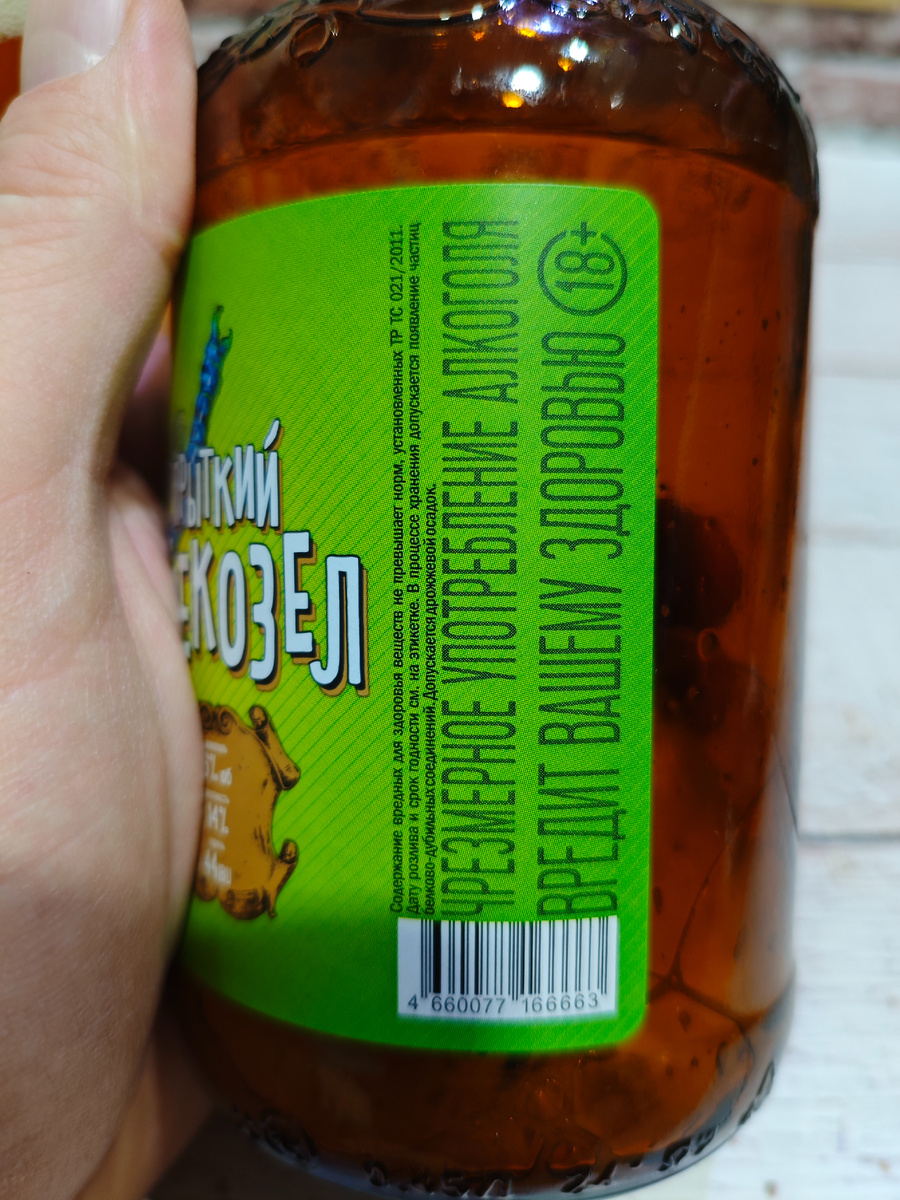 РЫТКИЙ
КОЗЕЛ
14%
Содержание вредных для здоровья веществ не превышает норм, установленных ТР ТС 021/2011.
Дату розлива и срок годности см. на этикетке. В процессе хранения допускается появление частиц
белково-дубильных соединений. Допускается дрожжевой осадок.
ЧРЕЗМЕРНОЕ УПОТРЕБЛЕНИЕ АЛКОГОЛЯ
ВРЕДИТ ВАШЕМУ ЗДОРОВЬЮ 18+
4 660077 166663